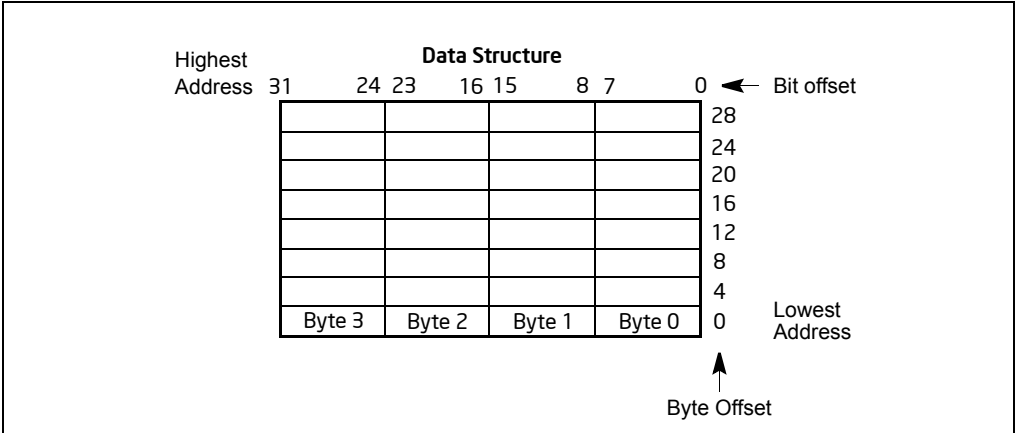 Data Structure
Highest
Address
31 24 23 16 15 8 7 0
Bit offset
28
24
20
16
12
8
4
Byte 3 Byte 2 Byte 1 Byte 0 0
Lowest
Address
Byte Offset